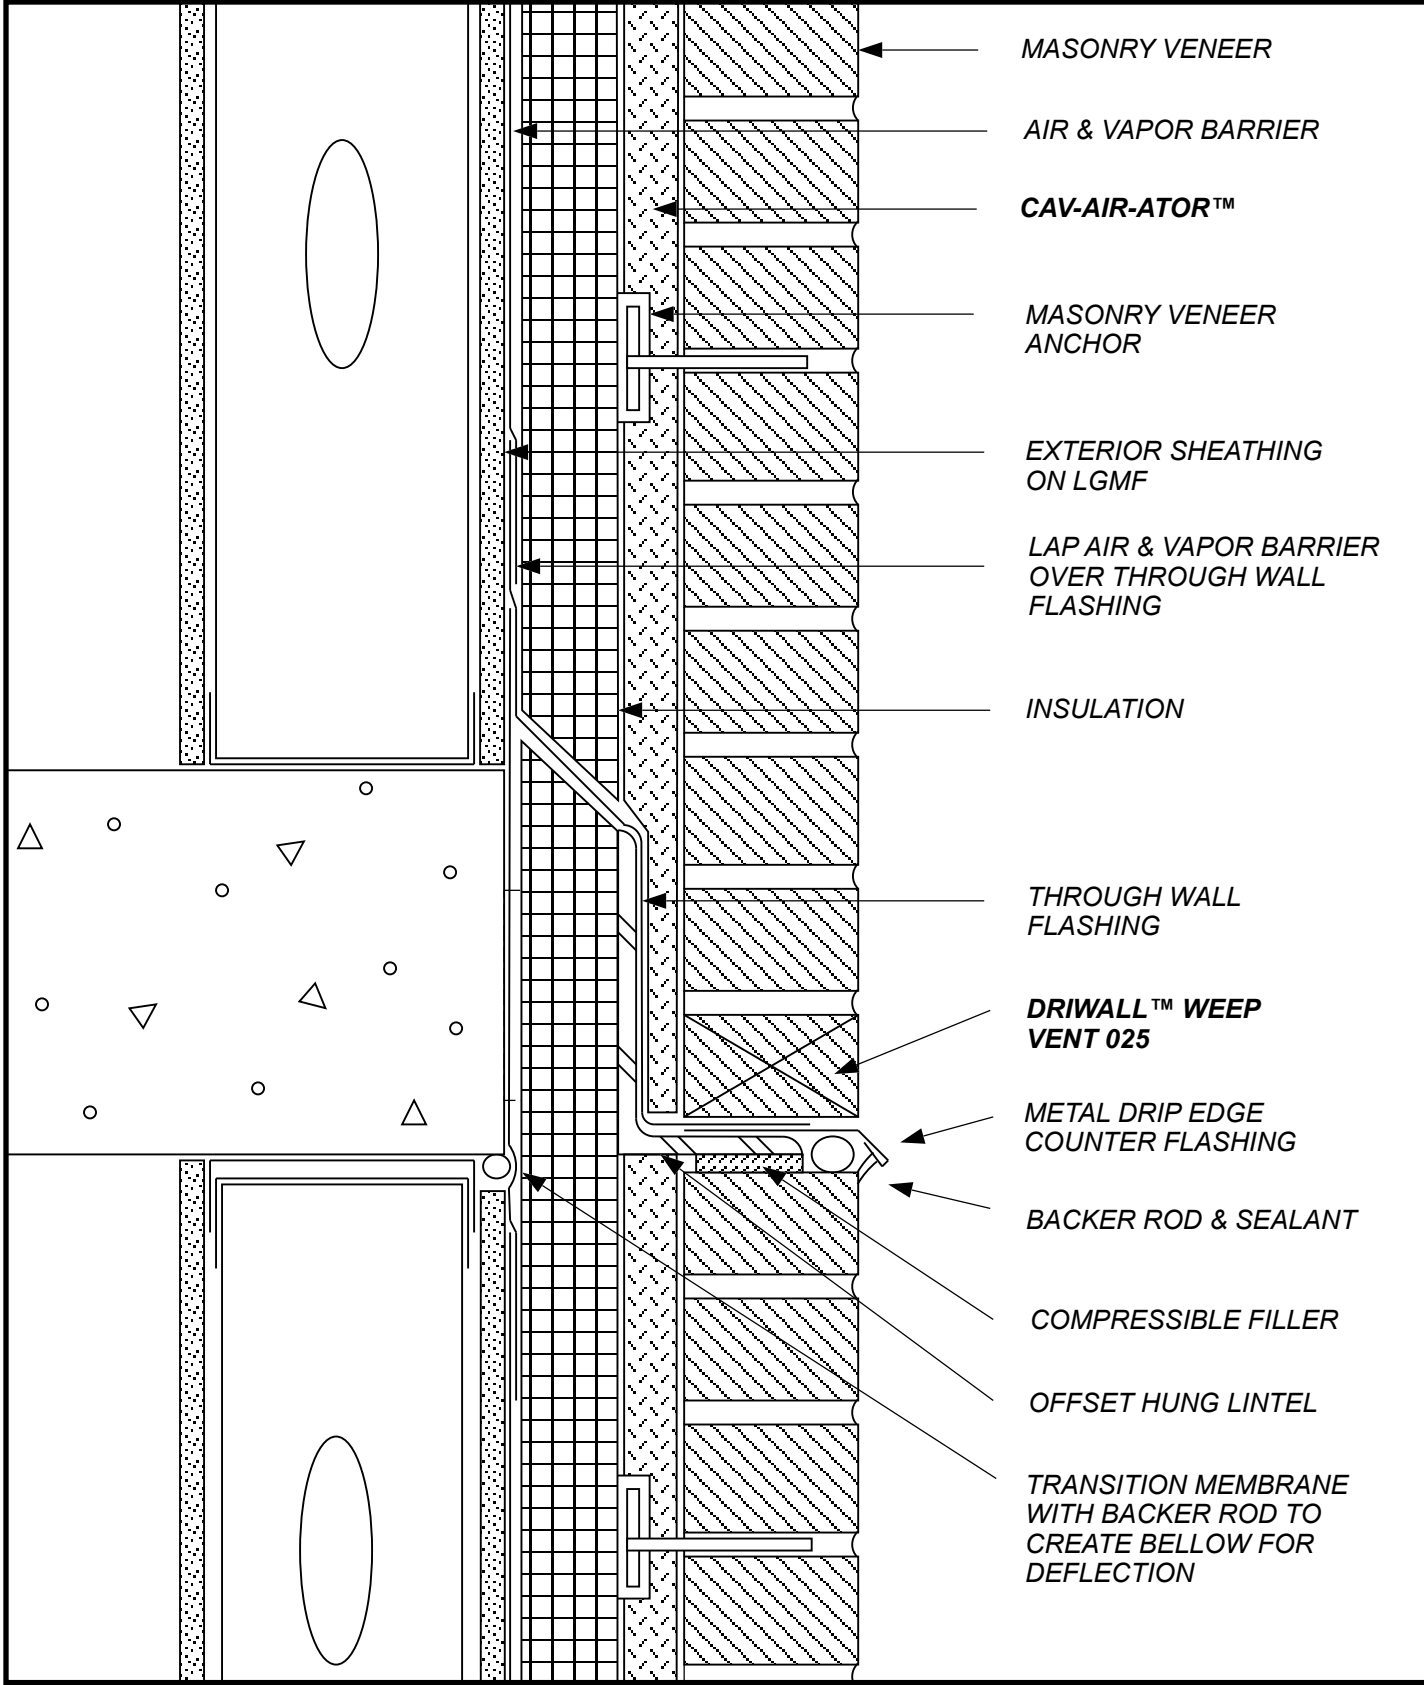 MASONRY VENEER
AIR & VAPOR BARRIER
CAV-AIR-ATOR™
MASONRY VENEER
ANCHOR
EXTERIOR SHEATHING
ON LGMF
LAP AIR & VAPOR BARRIER
OVER THROUGH WALL
FLASHING
INSULATION
THROUGH WALL
FLASHING
DRIWALL™ WEEP
VENT 025
METAL DRIP EDGE
COUNTER FLASHING
BACKER ROD & SEALANT
COMPRESSIBLE FILLER
OFFSET HUNG LINTEL
TRANSITION MEMBRANE
WITH BACKER ROD TO
CREATE BELLOW FOR
DEFLECTION